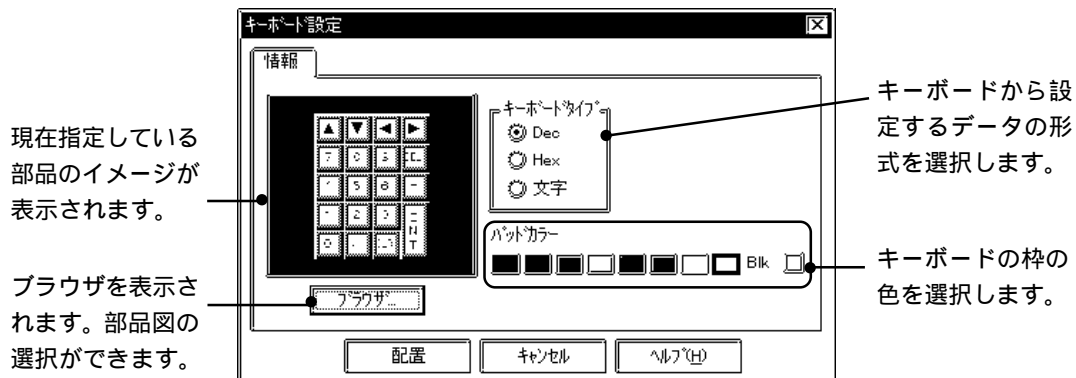 キーボード設定
情報
現在指定している
部品のイメージが
表示されます。
ブラウザを表示さ
れます。部品図の
選択ができます。
キーボードタイプ
Dec
Hex
文字
キーボードから設
定するデータの形
式を選択します。
パッドカラー
Blk
キーボードの枠の
色を選択します。
ブラウザ...
配置
キャンセル
ヘルプ(H)